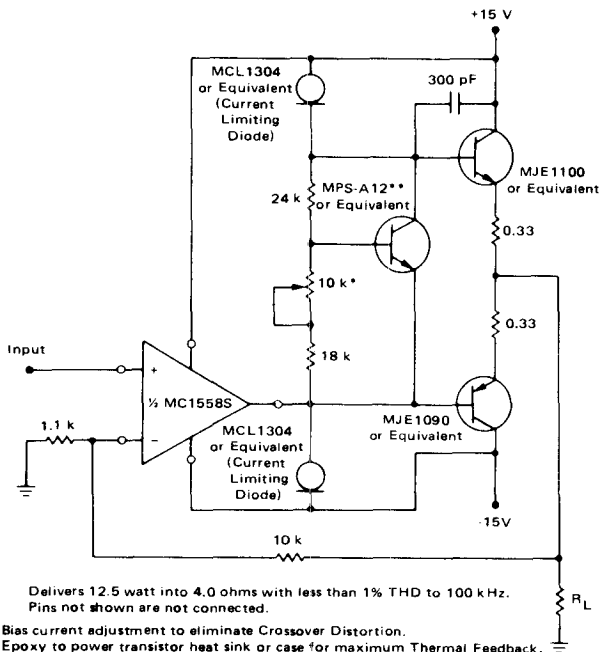 +15 V
MCL1304
or Equivalent
(Current
Limiting
Diode)
300 pF
MJE1100
or Equivalent
MPS-A12**
or Equivalent
24 k
0.33
10 k*
0.33
18 k
Input
+
½ MC1558S
−
1.1 k
MCL1304
or Equivalent
(Current
Limiting
Diode)
MJE1090
or Equivalent
-15V
10 k
RL
Delivers 12.5 watt into 4.0 ohms with less than 1% THD to 100 kHz.
Pins not shown are not connected.
Bias current adjustment to eliminate Crossover Distortion.
Epoxy to power transistor heat sink or case for maximum Thermal Feedback.